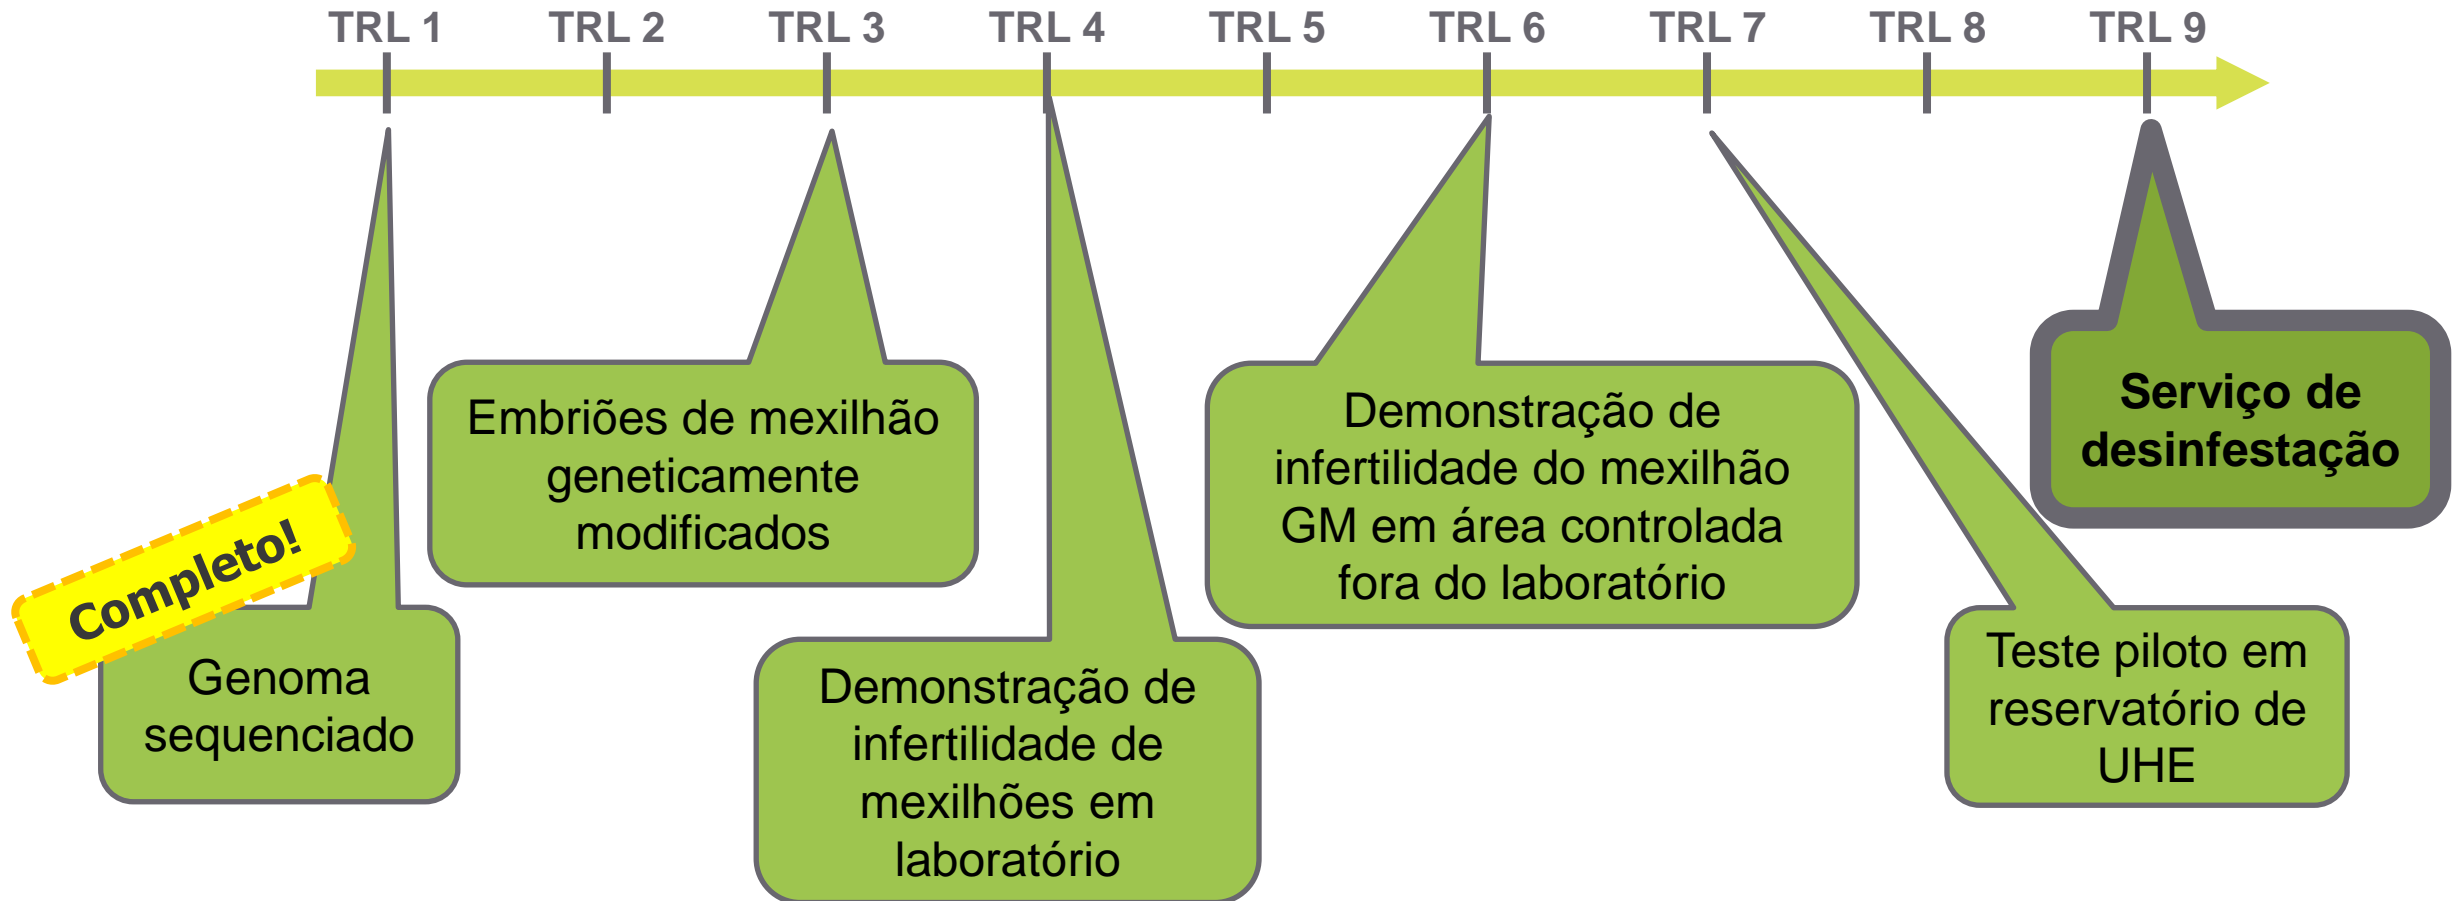 TRL 1
TRL 2
TRL 3
TRL 4
TRL 5
TRL 6
TRL 7
TRL 8
TRL 9
Completo!
Genoma
sequenciado
Embriões de mexilhão
geneticamente
modificados
Demonstração de
infertilidade de
mexilhões em
laboratório
Demonstração de
infertilidade do mexilhão
GM em área controlada
fora do laboratório
Teste piloto em
reservatório de
UHE
Serviço de
desinfestação